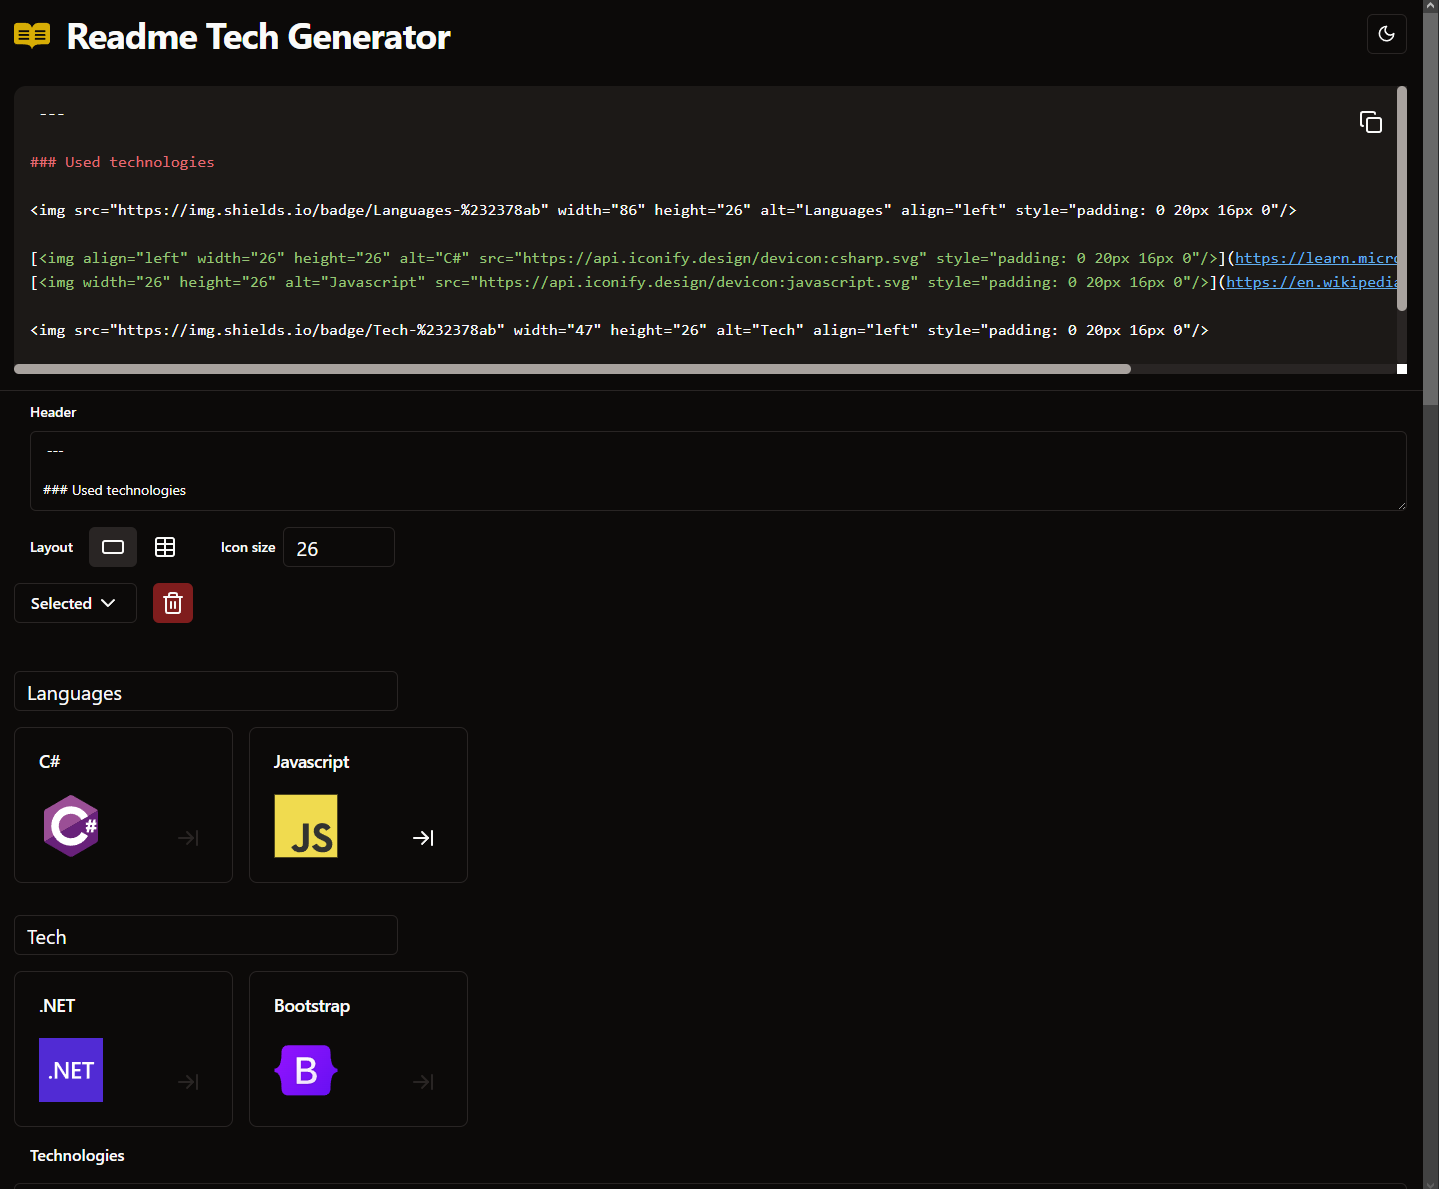 Readme Tech Generator
---
### Used technologies
<img src="https://img.shields.io/badge/Languages-%232378ab" width="86" height="26" alt="Languages" align="left" style="padding: 0 20px 16px 0"/>
[<img align="left" width="26" height="26" alt="C#" src="https://api.iconify.design/devicon:csharp.svg" style="padding: 0 20px 16px 0"/>](https://learn.micro
[<img width="26" height="26" alt="Javascript" src="https://api.iconify.design/devicon:javascript.svg" style="padding: 0 20px 16px 0"/>](https://en.wikipedia
<img src="https://img.shields.io/badge/Tech-%232378ab" width="47" height="26" alt="Tech" align="left" style="padding: 0 20px 16px 0"/>
Header
---
### Used technologies
Layout Icon size 26
Selected
Languages
C# Javascript
C# JS
Tech
.NET Bootstrap
.NET B
Technologies